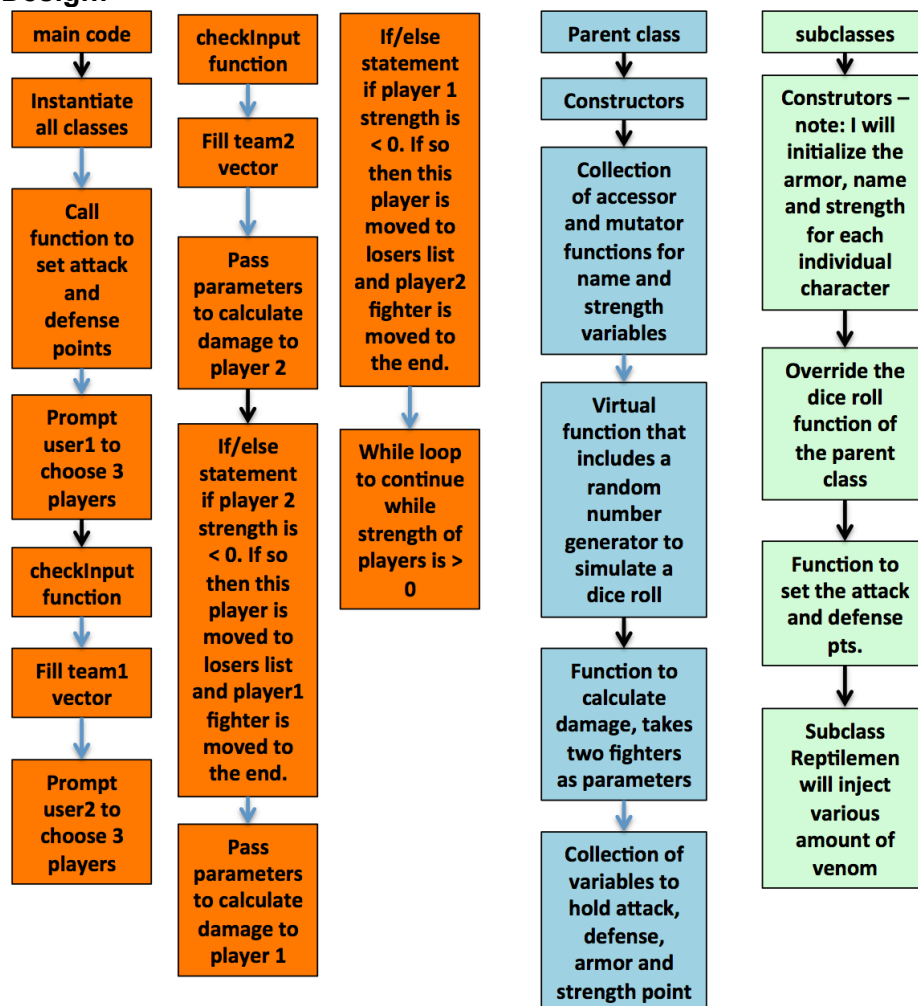 Design:
main code
Instantiate
all classes
Call
function to
set attack
and
defense
points
Prompt
user1 to
choose 3
players
checkInput
function
Fill team1
vector
Prompt
user2 to
choose 3
players
checkInput
function
Fill team2
vector
Pass
parameters
to calculate
damage to
player 2
If/else
statement
if player 2
strength is
< 0. If so
then this
player is
moved to
losers list
and player1
fighter is
moved to
the end.
Pass
parameters
to calculate
damage to
player 1
If/else
statement
if player 1
strength is
< 0. If so
then this
player is
moved to
losers list
and player2
fighter is
moved to
the end.
While loop
to continue
while
strength of
players is >
0
Parent class
Constructors
Collection
of accessor
and mutator
functions for
name and
strength
variables
Virtual
function that
includes a
random
number
generator to
simulate a
dice roll
Function to
calculate
damage, takes
two fighters
as parameters
Collection of
variables to
hold attack,
defense,
armor and
strength point
subclasses
Construtors –
note: I will
initialize the
armor, name
and strength
for each
individual
character
Override the
dice roll
function of
the parent
class
Function to
set the attack
and defense
pts.
Subclass
Reptilemen
will inject
various
amount of
venom